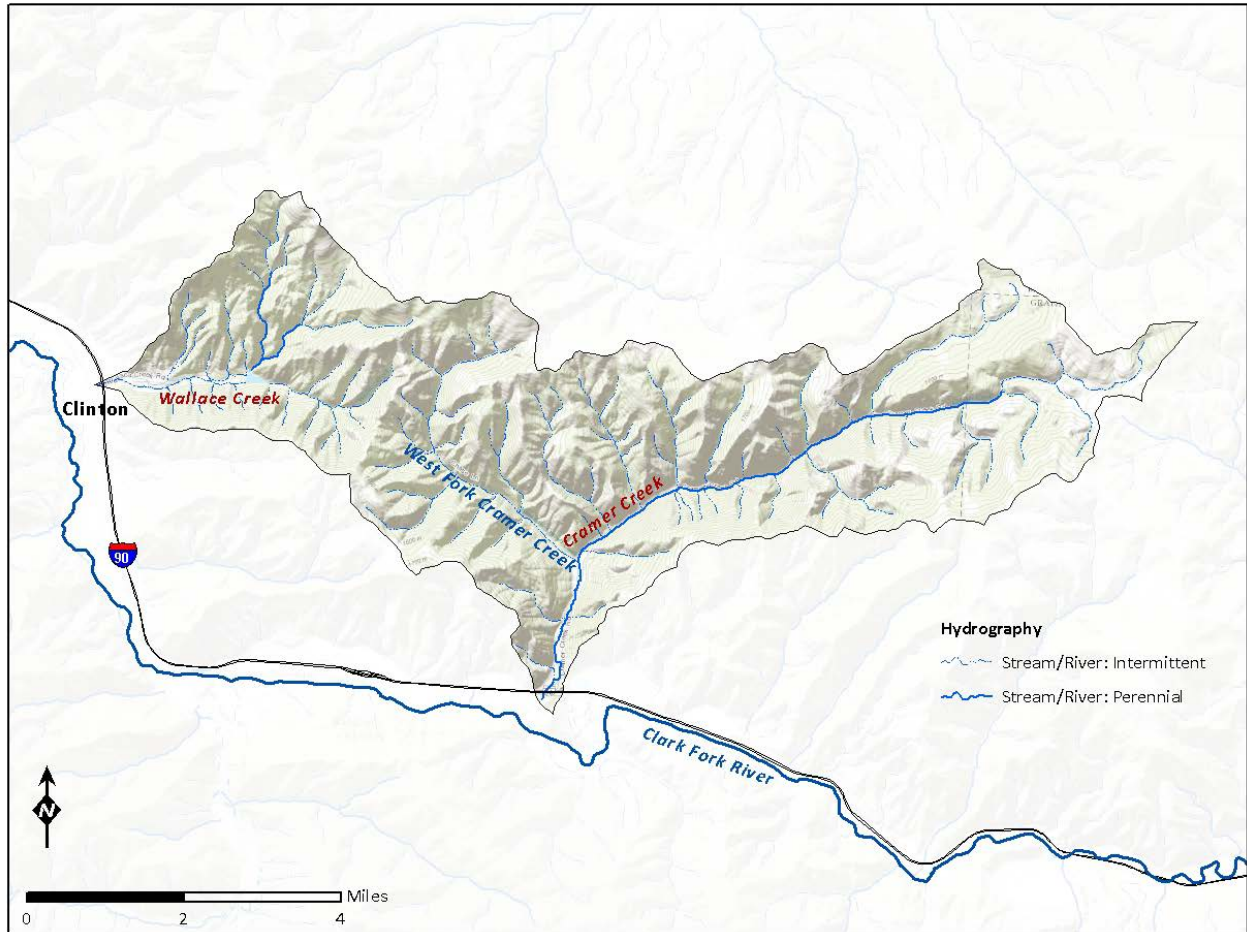 Wallace Creek
Clinton
West Fork Cramer Creek
Cramer Creek
90
Hydrography
Stream/River: Intermittent
Stream/River: Perennial
Clark Fork River
N
Miles
0 2 4